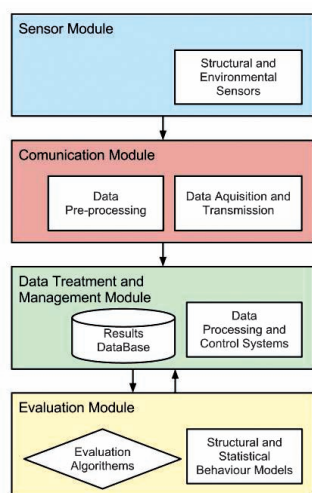 Sensor Module
Structural and
Environmental
Sensors
Comunication Module
Data
Pre-processing
Data Aquisition and
Transmission
Data Treatment and
Management Module
Results
DataBase
Data
Processing and
Control Systems
Evaluation Module
Evaluation
Algorithems
Structural and
Statistical
Behaviour Models